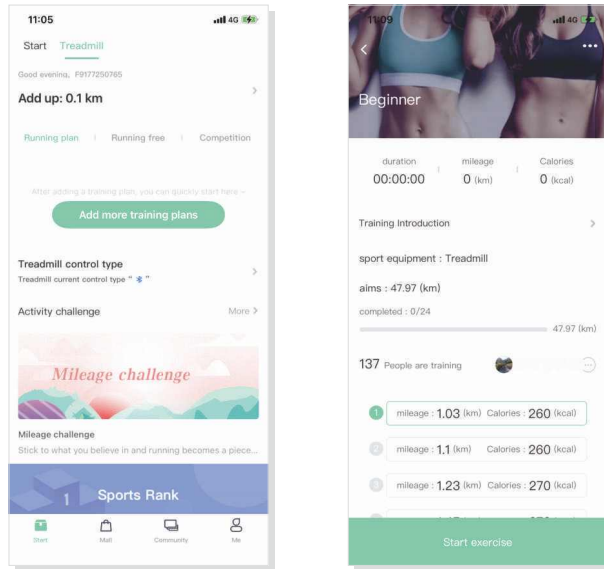 11:05
4G
Start Treadmill
Good evening, F9177250765
Add up: 0.1 km
Running plan Running free Competition
After adding a training plan, you can quickly start here ~
Add more training plans
Treadmill control type
Treadmill current control type " "
Activity challenge More
Mileage challenge
Mileage challenge
Stick to what you believe in and running becomes a piece...
1 Sports Rank
Start Mall Community Me
11:09
4G
Beginner
duration mileage Calories
00:00:00 0 (km) 0 (kcal)
Training Introduction
sport equipment : Treadmill
aims : 47.97 (km)
completed : 0/24
47.97 (km)
137 People are training
1 mileage : 1.03 (km) Calories : 260 (kcal)
2 mileage : 1.1 (km) Calories : 260 (kcal)
3 mileage : 1.23 (km) Calories : 270 (kcal)
Start exercise